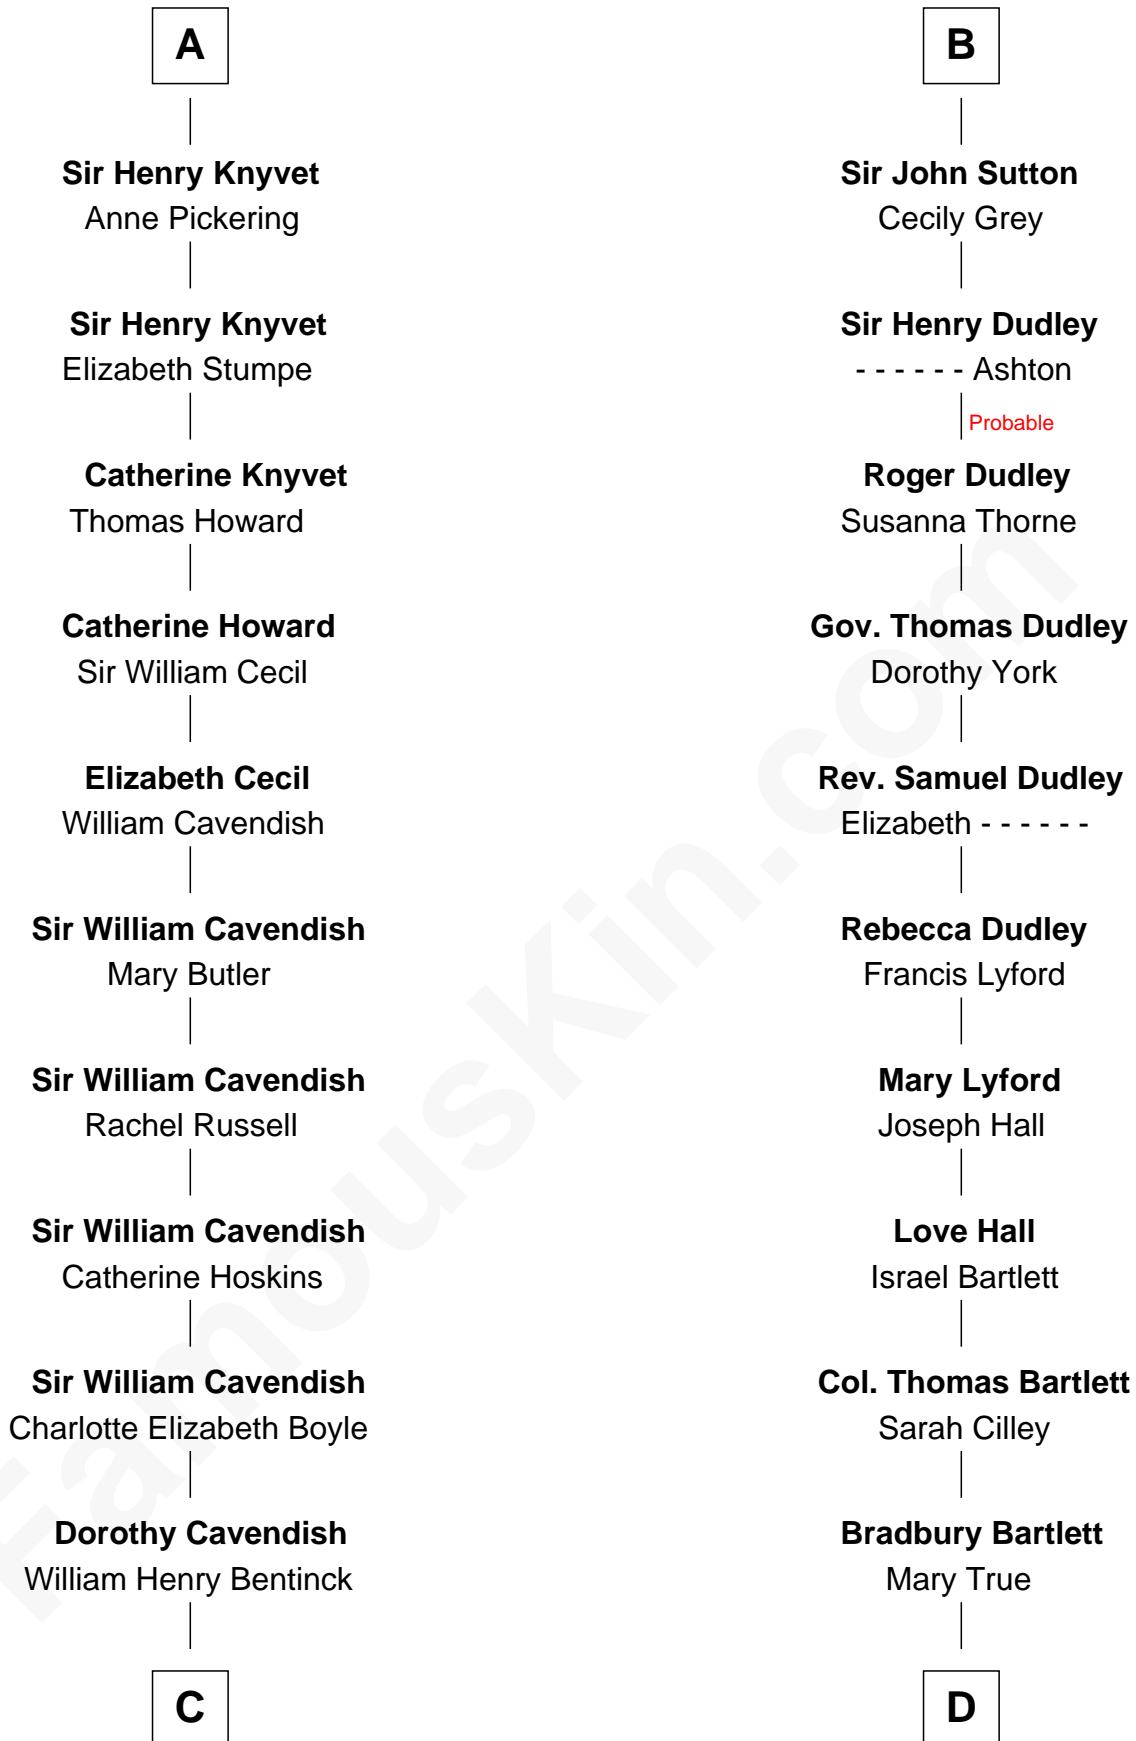 A
Sir Henry Knyvet
Anne Pickering
Sir Henry Knyvet
Elizabeth Stumpe
Catherine Knyvet
Thomas Howard
Catherine Howard
Sir William Cecil
Elizabeth Cecil
William Cavendish
Sir William Cavendish
Mary Butler
Sir William Cavendish
Rachel Russell
Sir William Cavendish
Catherine Hoskins
Sir William Cavendish
Charlotte Elizabeth Boyle
Dorothy Cavendish
William Henry Bentinck
C
B
Sir John Sutton
Cecily Grey
Sir Henry Dudley
- - - - - - Ashton
Probable
Roger Dudley
Susanna Thorne
Gov. Thomas Dudley
Dorothy York
Rev. Samuel Dudley
Elizabeth - - - - - -
Rebecca Dudley
Francis Lyford
Mary Lyford
Joseph Hall
Love Hall
Israel Bartlett
Col. Thomas Bartlett
Sarah Cilley
Bradbury Bartlett
Mary True
D
FamousKin.com